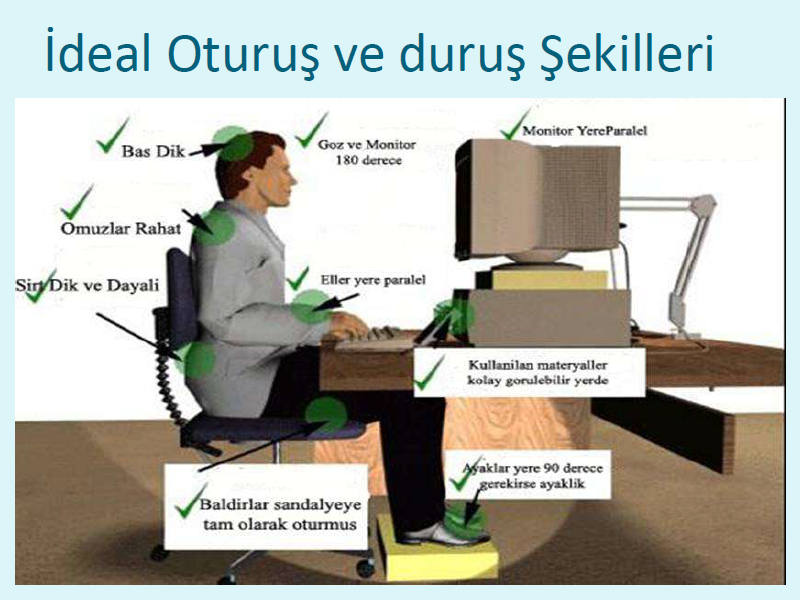 İdeal Oturuş ve duruş Şekilleri
Bas Dik
Goz ve Monitor
180 derece
Monitor YereParalel
Omuzlar Rahat
Sirt Dik ve Dayali
Eller yere paralel
Kullanilan materyaller
kolay gorulebilir yerde
Ayaklar yere 90 derece
gerekirse ayaklik
Baldirlar sandalyeye
tam olarak oturmus